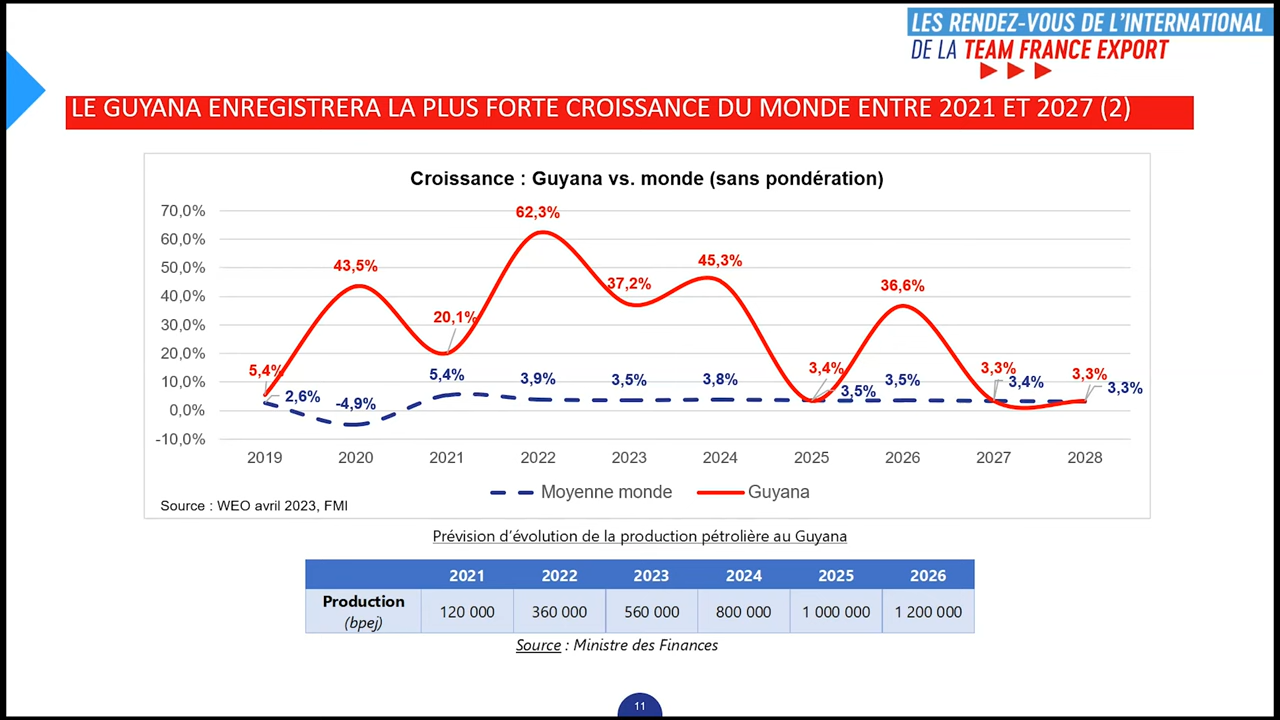 LES RENDEZ-VOUS DE L'INTERNATIONAL
DE LA TEAM FRANCE EXPORT
LE GUYANA ENREGISTRERA LA PLUS FORTE CROISSANCE DU MONDE ENTRE 2021 ET 2027 (2)
Croissance : Guyana vs. monde (sans pondération)
70,0%
60,0%
50,0%
40,0%
30,0%
20,0%
10,0%
0,0%
-10,0%
5,4% 43,5% 20,1% 62,3% 37,2% 45,3% 3,4% 36,6% 3,3% 3,3%
2,6% -4,9% 5,4% 3,9% 3,5% 3,8% 3,5% 3,5% 3,4% 3,3%
2019 2020 2021 2022 2023 2024 2025 2026 2027 2028
Moyenne monde Guyana
Source : WEO avril 2023, FMI
Prévision d'évolution de la production pétrolière au Guyana
2021 2022 2023 2024 2025 2026
Production
(bpej) 120 000 360 000 560 000 800 000 1 000 000 1 200 000
Source : Ministre des Finances
11